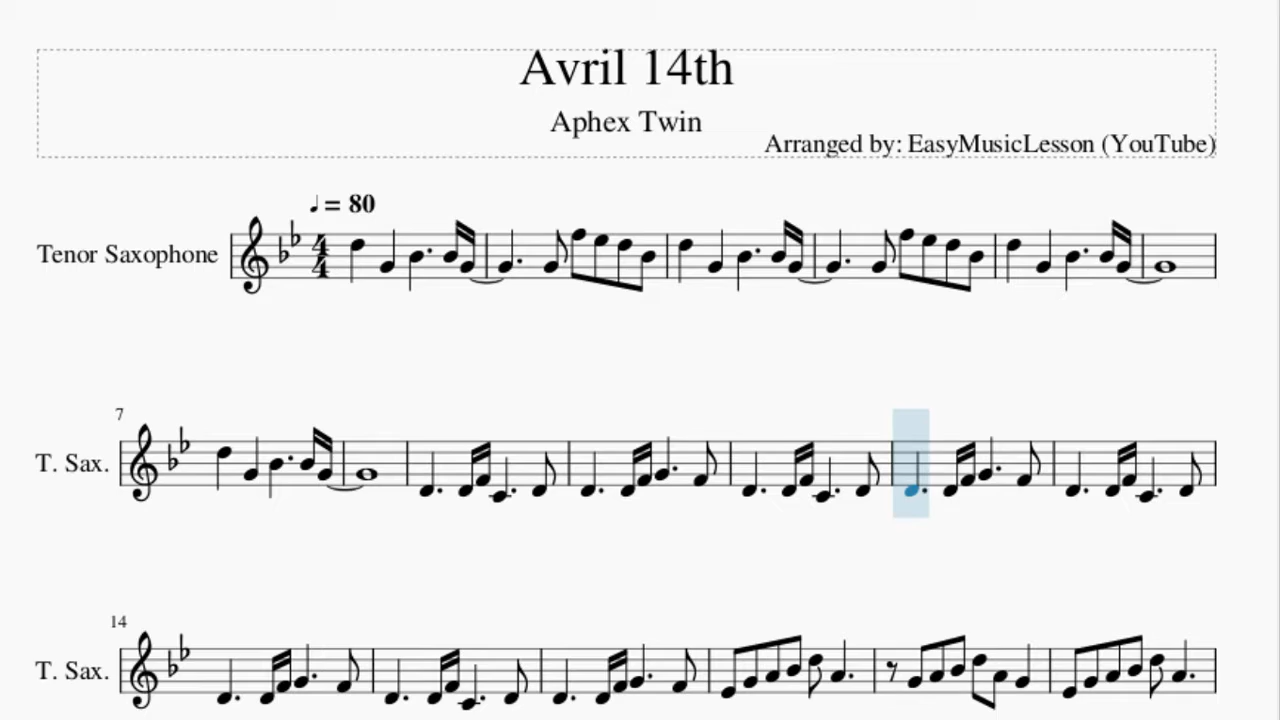 Avril 14th
Aphex Twin
Arranged by: EasyMusicLesson (YouTube)
♩ = 80
Tenor Saxophone
4
4
7
T. Sax.
14
T. Sax.